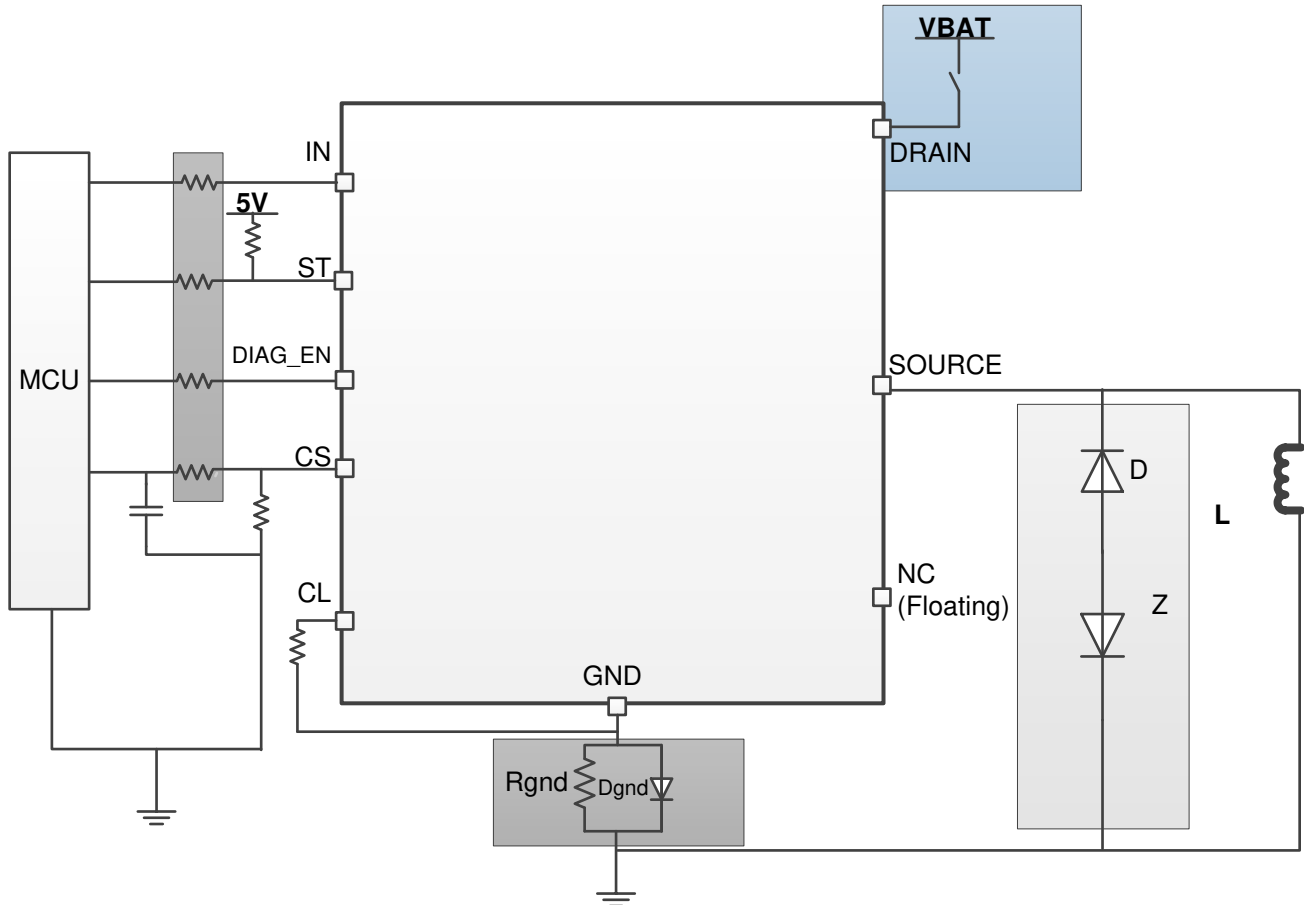 VBAT
IN
DRAIN
5V
ST
DIAG_EN
SOURCE
MCU
CS
D
L
CL
NC
(Floating)
Z
GND
Rgnd
Dgnd